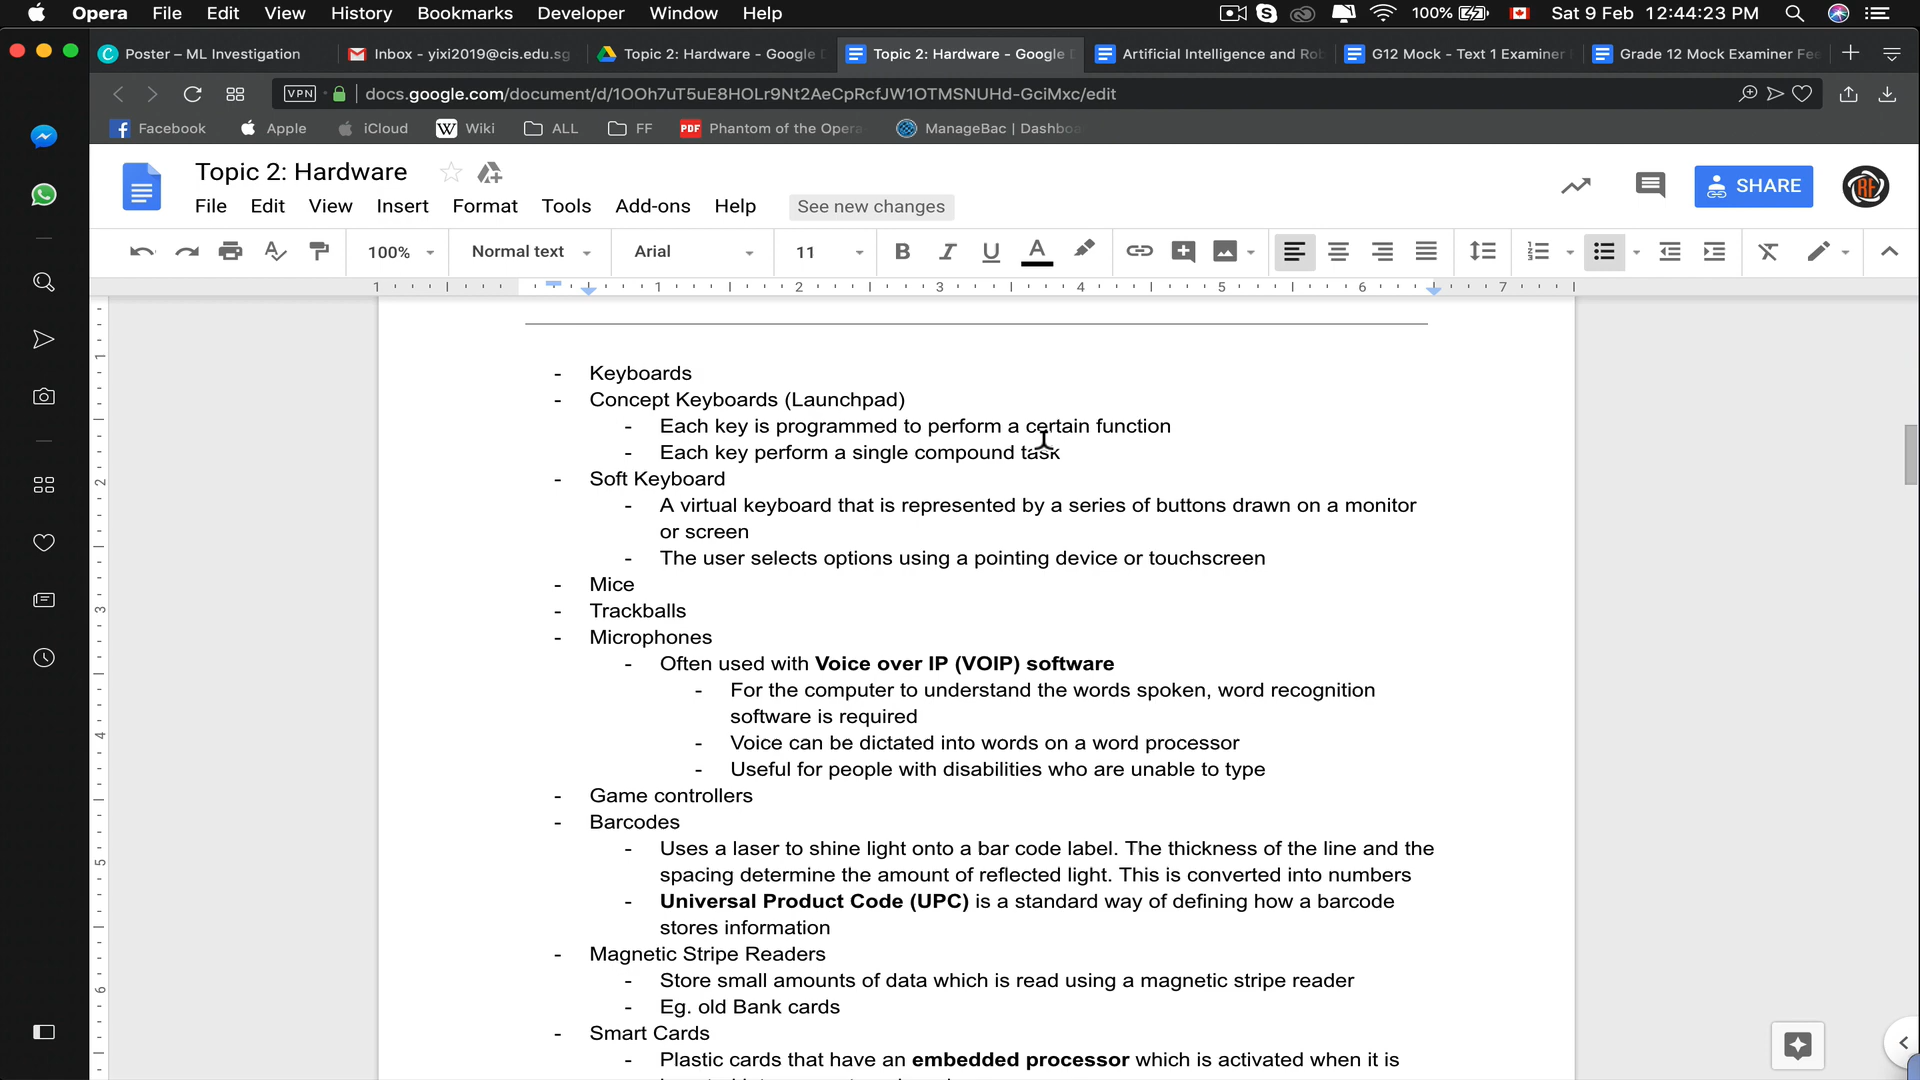 Opera File Edit View History Bookmarks Developer Window Help 100% Sat 9 Feb 12:44:23 PM
Poster – ML Investigation Inbox - yixi2019@cis.edu.sg Topic 2: Hardware - Google D Topic 2: Hardware - Google D Artificial Intelligence and Rob G12 Mock - Text 1 Examiner Grade 12 Mock Examiner Fee
VPN docs.google.com/document/d/1OOh7uT5uE8HOLr9Nt2AeCpRcfJW1OTMSNUHd-GciMxc/edit
Facebook Apple iCloud W Wiki ALL FF PDF Phantom of the Opera ManageBac | Dashboa
Topic 2: Hardware
SHARE
File Edit View Insert Format Tools Add-ons Help See new changes
100% Normal text Arial 11 B I U A
1 1 2 3 4 5 6 7
- Keyboards
- Concept Keyboards (Launchpad)
- Each key is programmed to perform a certain function
- Each key perform a single compound task
- Soft Keyboard
- A virtual keyboard that is represented by a series of buttons drawn on a monitor
or screen
- The user selects options using a pointing device or touchscreen
- Mice
- Trackballs
- Microphones
- Often used with Voice over IP (VOIP) software
- For the computer to understand the words spoken, word recognition
software is required
- Voice can be dictated into words on a word processor
- Useful for people with disabilities who are unable to type
- Game controllers
- Barcodes
- Uses a laser to shine light onto a bar code label. The thickness of the line and the
spacing determine the amount of reflected light. This is converted into numbers
- Universal Product Code (UPC) is a standard way of defining how a barcode
stores information
- Magnetic Stripe Readers
- Store small amounts of data which is read using a magnetic stripe reader
- Eg. old Bank cards
- Smart Cards
- Plastic cards that have an embedded processor which is activated when it is